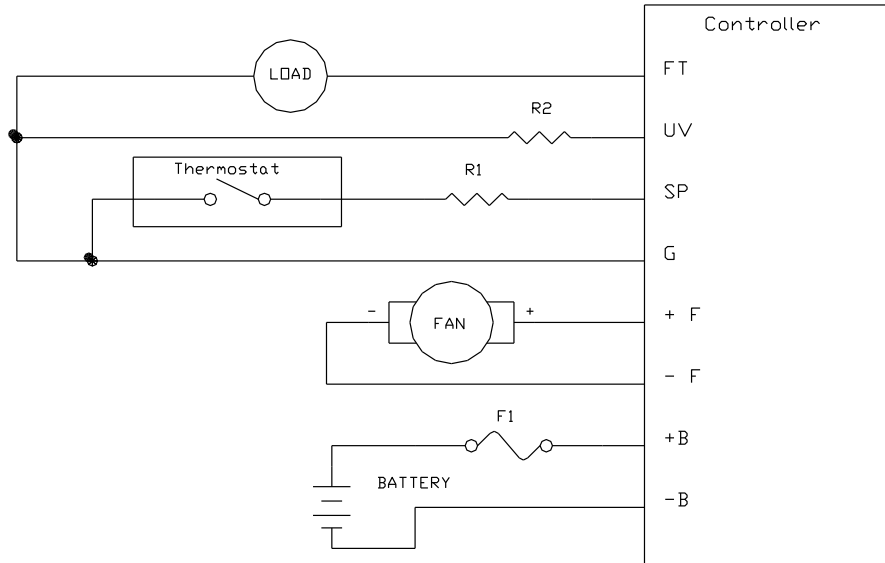 Controller
LOAD
FT
R2
UV
Thermostat
R1
SP
G
- FAN +
+ F
- F
F1
+B
BATTERY
-B